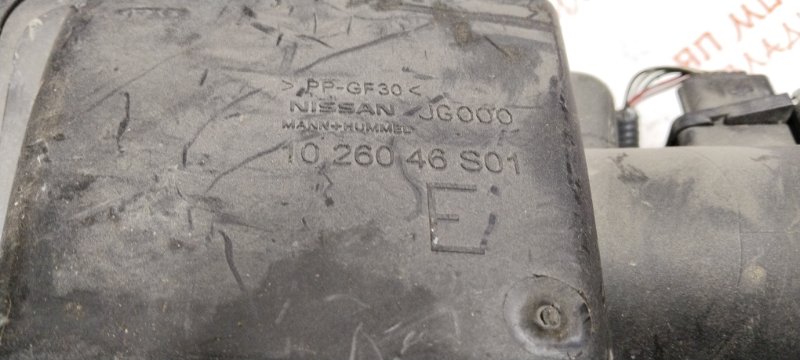 >PP-GF30<
NISSAN JG000
MANN+HUMMEL
10 260 46 S01
E